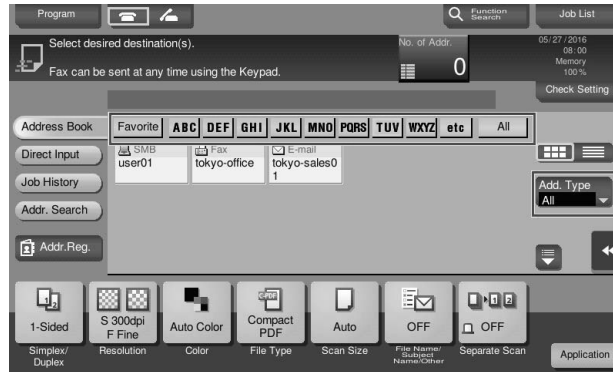 Program
Function
Search
Job List
Select desired destination(s).
Fax can be sent at any time using the Keypad.
No. of Addr.
0
05/27/2016
08:00
Memory
100%
Check Setting
Address Book
Favorite ABC DEF GHI JKL MNO PQRS TUV WXYZ etc All
Direct Input
Job History
Addr. Search
Addr.Reg.
SMB
user01
Fax
tokyo-office
E-mail
tokyo-sales0
1
Add. Type
All
1-Sided
Simplex/
Duplex
S 300dpi
F Fine
Resolution
Auto Color
Color
Compact
PDF
File Type
Auto
Scan Size
OFF
File Name/
Subject
Name/Other
OFF
Separate Scan
Application